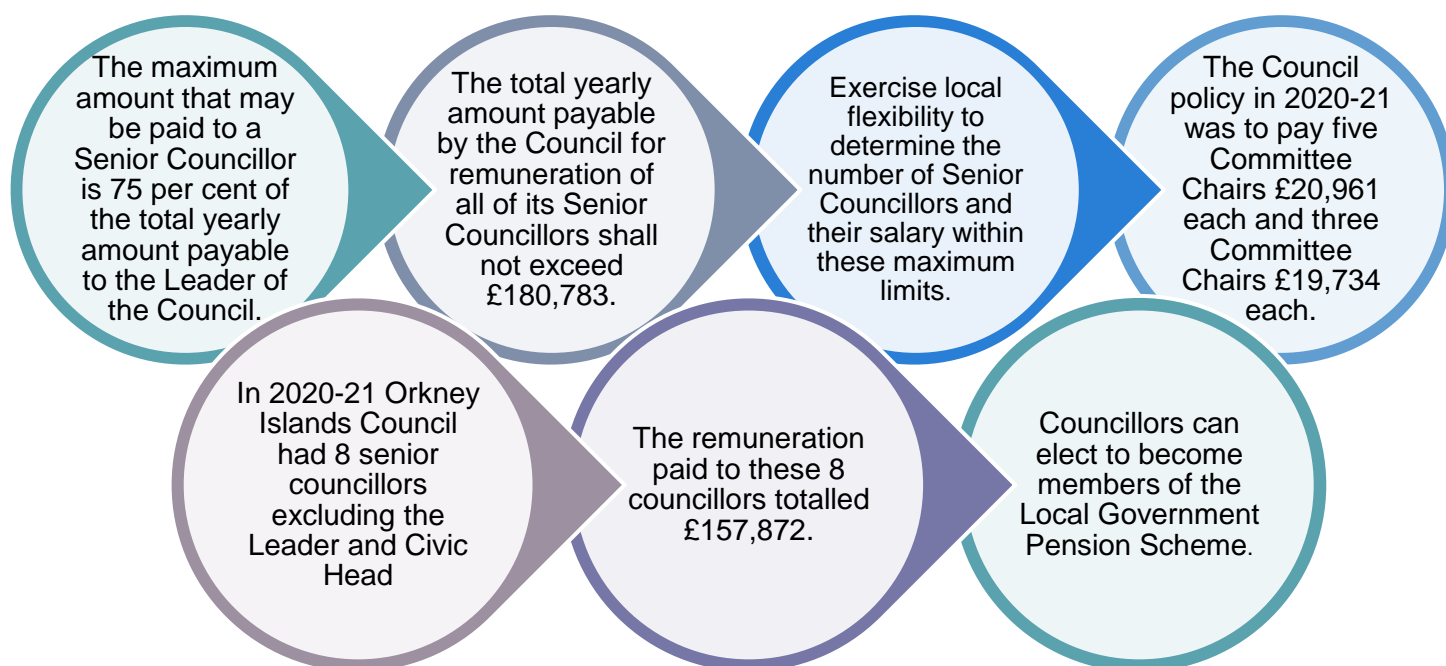 The maximum
amount that may
be paid to a
Senior Councillor
is 75 per cent of
the total yearly
amount payable
to the Leader of
the Council.
The total yearly
amount payable
by the Council for
remuneration of
all of its Senior
Councillors shall
not exceed
£180,783.
Exercise local
flexibility to
determine the
number of Senior
Councillors and
their salary within
these maximum
limits.
The Council
policy in 2020-21
was to pay five
Committee
Chairs £20,961
each and three
Committee
Chairs £19,734
each.
In 2020-21 Orkney
Islands Council
had 8 senior
councillors
excluding the
Leader and Civic
Head
The remuneration
paid to these 8
councillors totalled
£157,872.
Councillors can
elect to become
members of the
Local Government
Pension Scheme.